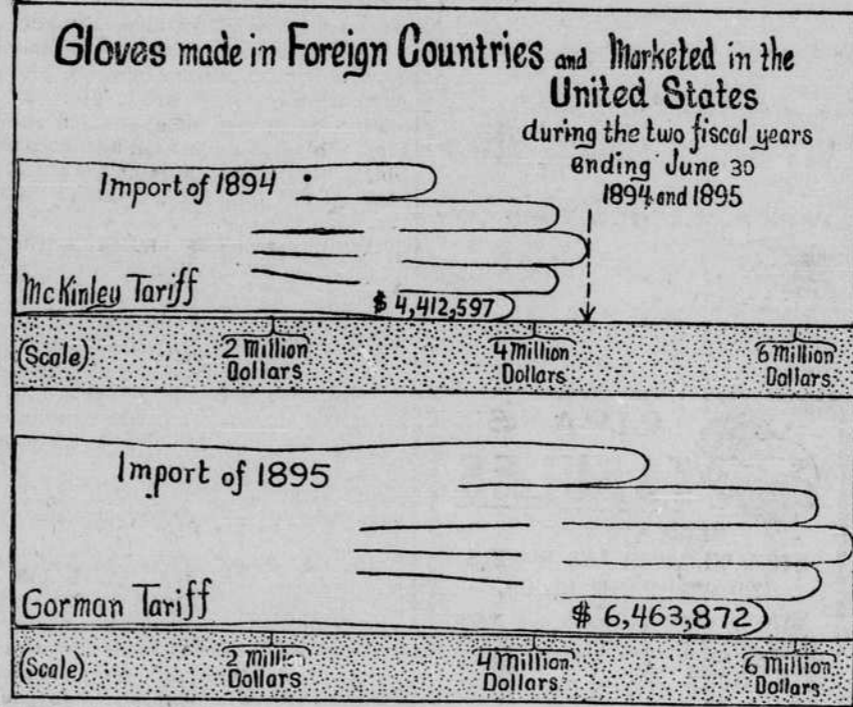 Gloves made in Foreign Countries and Marketed in the
United States
during the two fiscal years
ending June 30
1894 and 1895
Import of 1894
McKinley Tariff
$ 4,412,597
(Scale)
2 Million Dollars
4 Million Dollars
6 Million Dollars
Import of 1895
Gorman Tariff
$ 6,463,872
(Scale)
2 Million Dollars
4 Million Dollars
6 Million Dollars